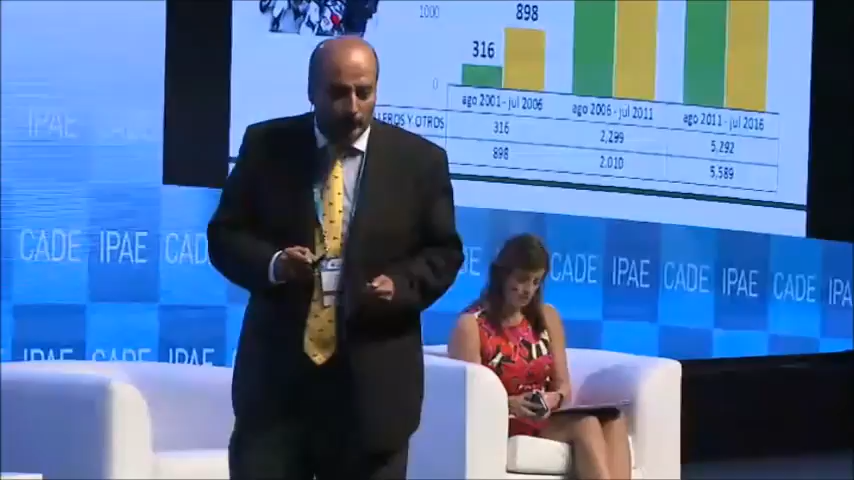 1000
898
316
0
ago 2001 - jul 2006 ago 2006 - jul 2011 ago 2011 - jul 2016
LEROS Y OTROS 316 2,299 5,292
898 2,010 5,589
IPAE CADE
CADE IPAE CADE CADE IPAE CADE IPAE CADE IPAE
IPAE CADE IPAE